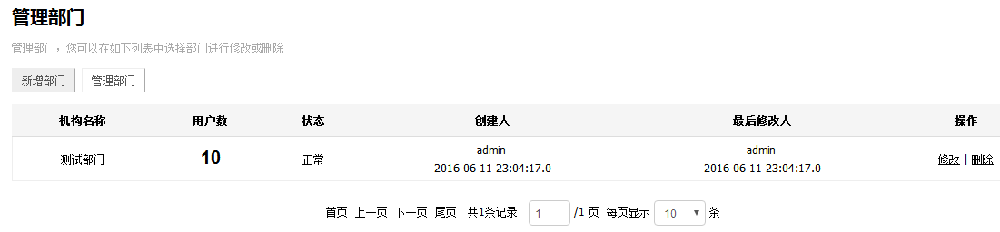 管理部门
管理部门，您可以在如下列表中选择部门进行修改或删除
新增部门 管理部门
机构名称 用户数 状态 创建人 最后修改人 操作
测试部门 10 正常 admin 2016-06-11 23:04:17.0 admin 2016-06-11 23:04:17.0 修改 | 删除
首页 上一页 下一页 尾页 共1条记录 1 /1 页 每页显示 10 条